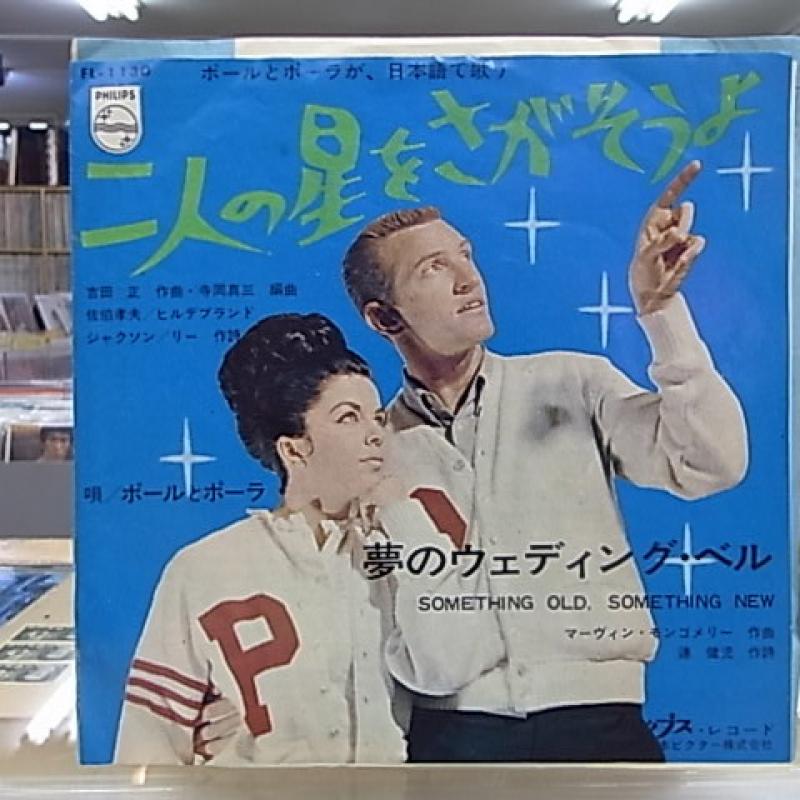 FL-1130
ポールとポーラが、日本語で歌う
PHILIPS
二人の星をさがそうよ
吉田 正 作曲・寺岡真三 編曲
佐伯孝夫/ヒルデブランド
ジャクソン/リー 作詩
唄/ポールとポーラ
P
夢のウェディング・ベル
SOMETHING OLD, SOMETHING NEW
マーヴィン・モンゴメリー 作曲
漣 健児 作詩
ップス・レコード
ビクター株式会社